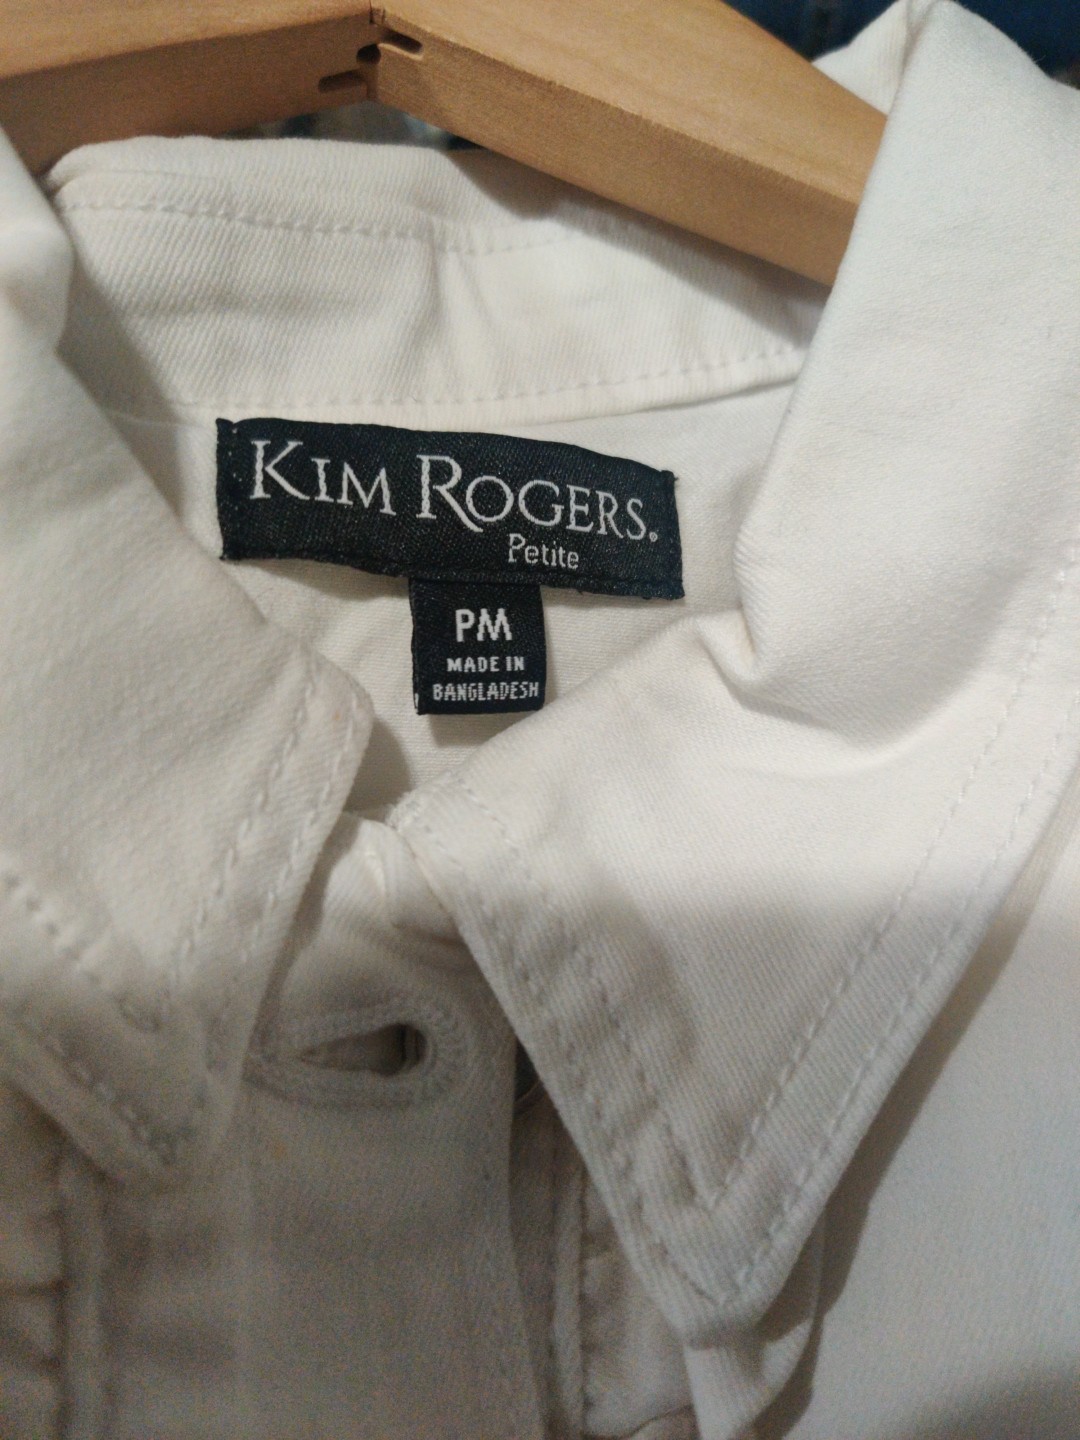 KIM ROGERS®
Petite
PM
MADE IN
BANGLADESH